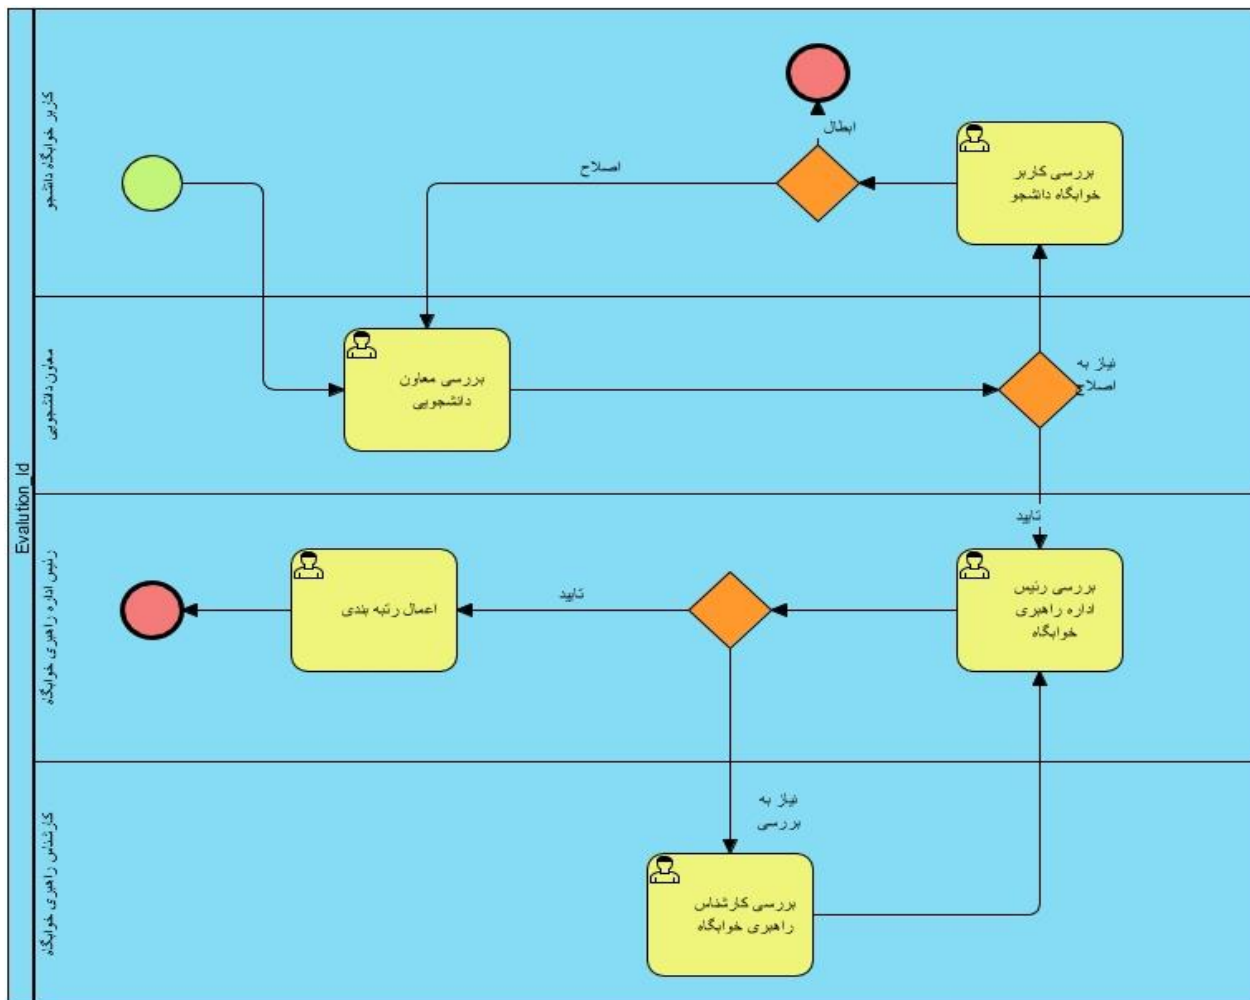 Evalution_Id
کاربر خوابگاه دانشجو
ابطال
اصلاح
بررسی کاربر
خوابگاه دانشجو
معاون دانشجویی
بررسی معاون
دانشجویی
نیاز به
اصلاح
رئیس اداره راهبری خوابگاه
تایید
بررسی رئیس
اداره راهبری
خوابگاه
تایید
اعمال رتبه بندی
کارشناس راهبری خوابگاه
نیاز به
بررسی
بررسی کارشناس
راهبری خوابگاه